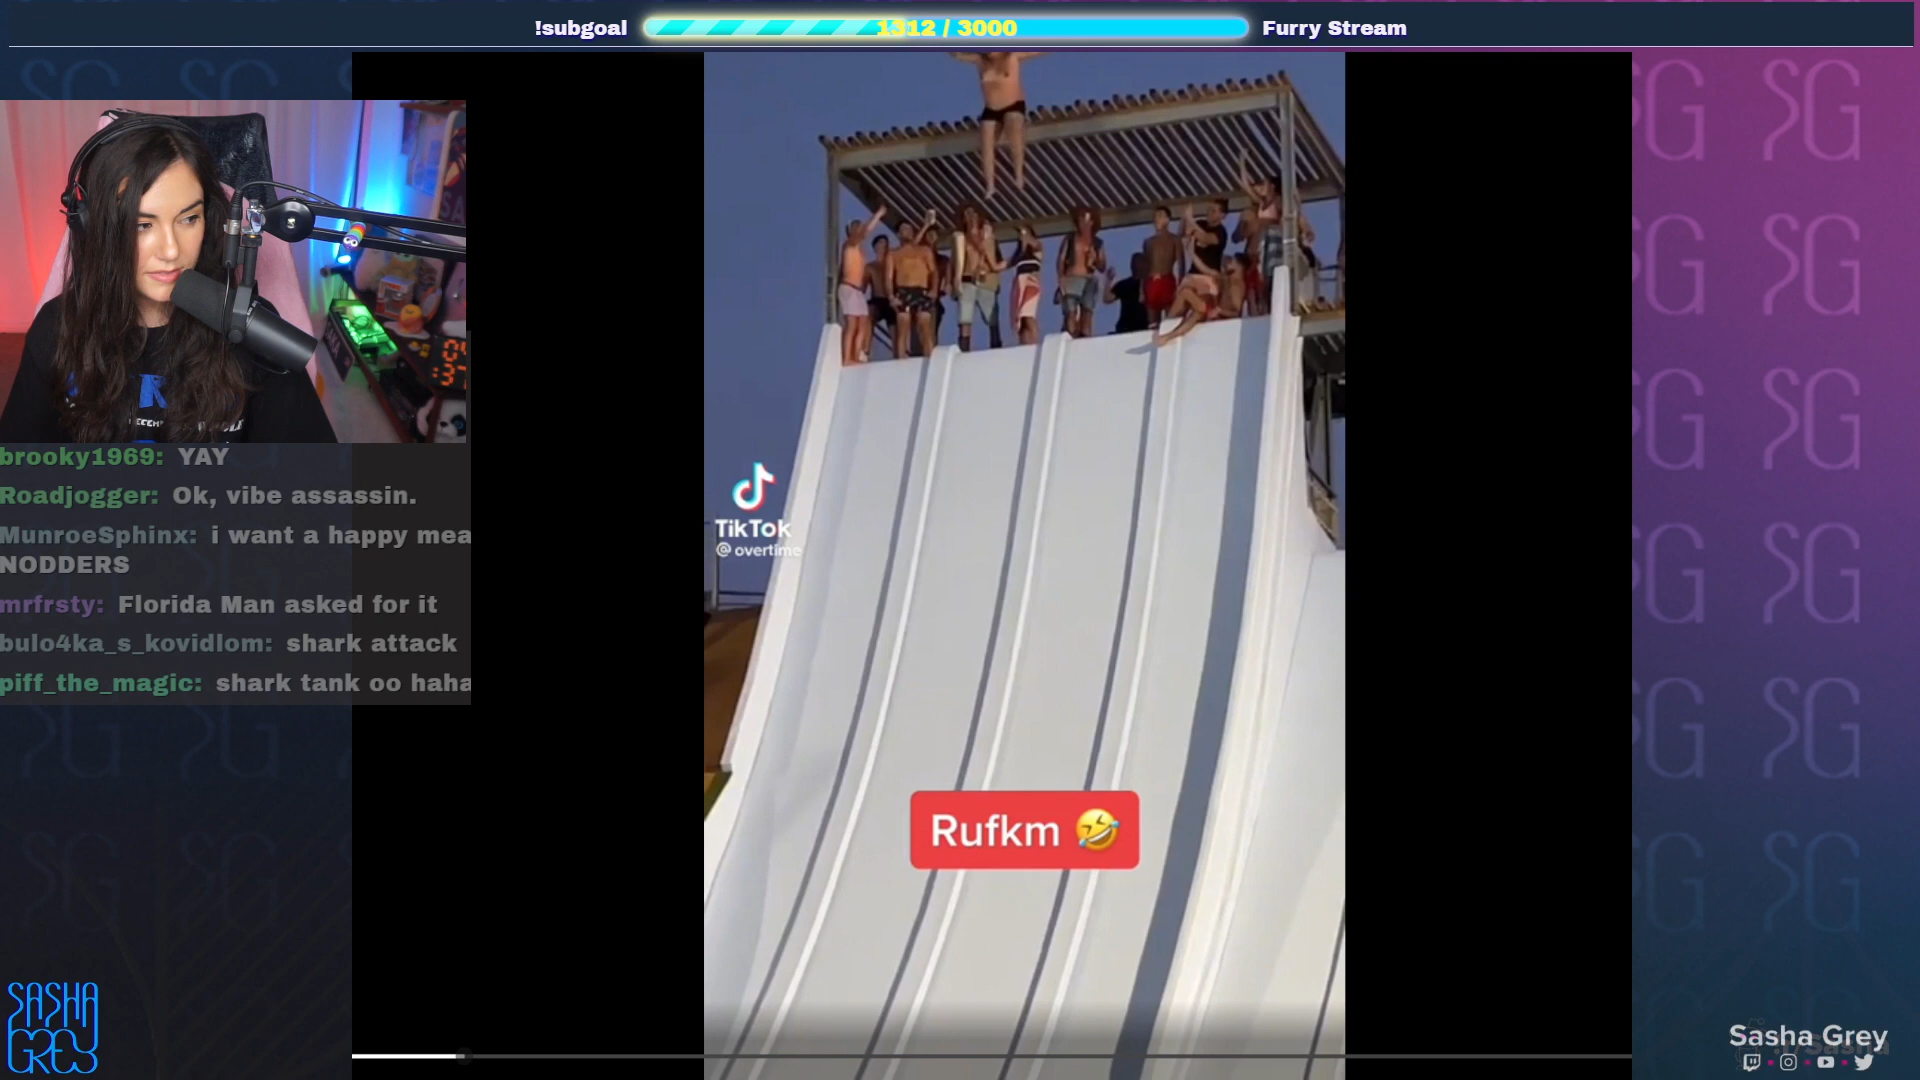 !subgoal 1312 / 3000 Furry Stream
brooky1969: YAY
Roadjogger: Ok, vibe assassin.
MunroeSphinx: i want a happy mea
NODDERS
mrfrsty: Florida Man asked for it
bulo4ka_s_kovidlom: shark attack
piff_the_magic: shark tank oo haha
TikTok
@overtime
Rufkm 🤣
SASHA
GREY
Sasha Grey
SG